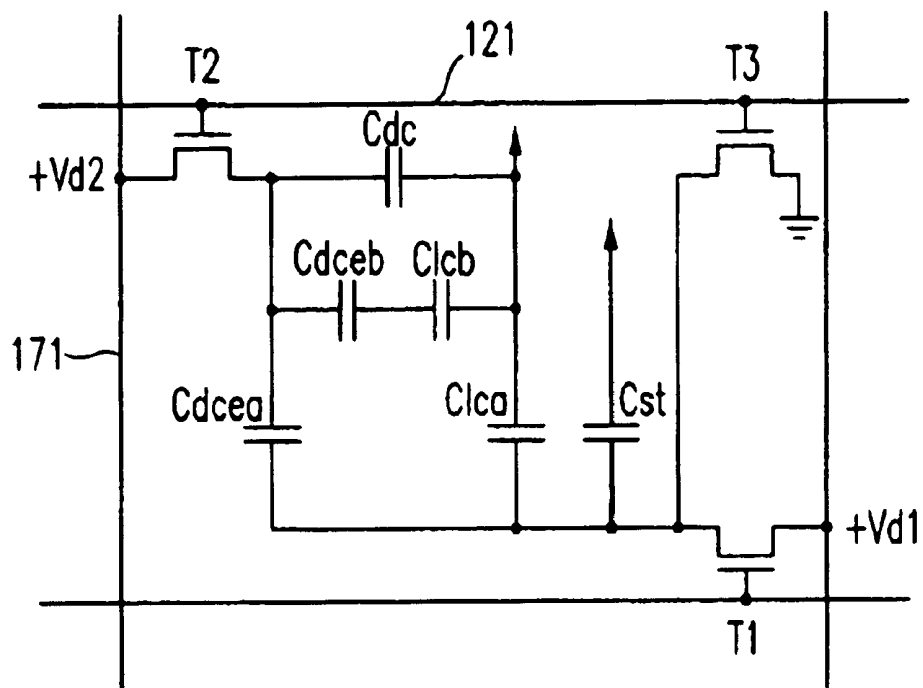 121
T2
T3
Cdc
+Vd2
Cdceb
Clcb
171
Cdcea
Clca
Cst
+Vd1
T1